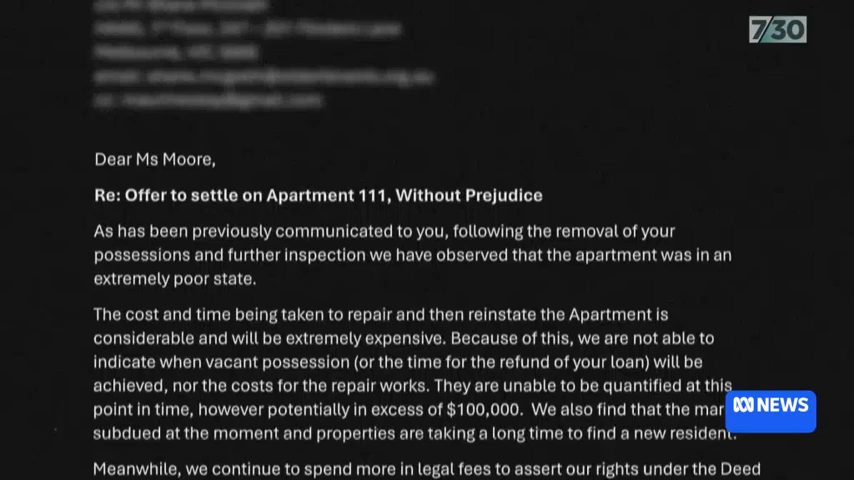 7/30
Dear Ms Moore,
Re: Offer to settle on Apartment 111, Without Prejudice
As has been previously communicated to you, following the removal of your
possessions and further inspection we have observed that the apartment was in an
extremely poor state.
The cost and time being taken to repair and then reinstate the Apartment is
considerable and will be extremely expensive. Because of this, we are not able to
indicate when vacant possession (or the time for the refund of your loan) will be
achieved, nor the costs for the repair works. They are unable to be quantified at this
point in time, however potentially in excess of $100,000. We also find that the
subdued at the moment and properties are taking a long time to find a new resident.
NEWS
Meanwhile, we continue to spend more in legal fees to assert our rights under the Deed